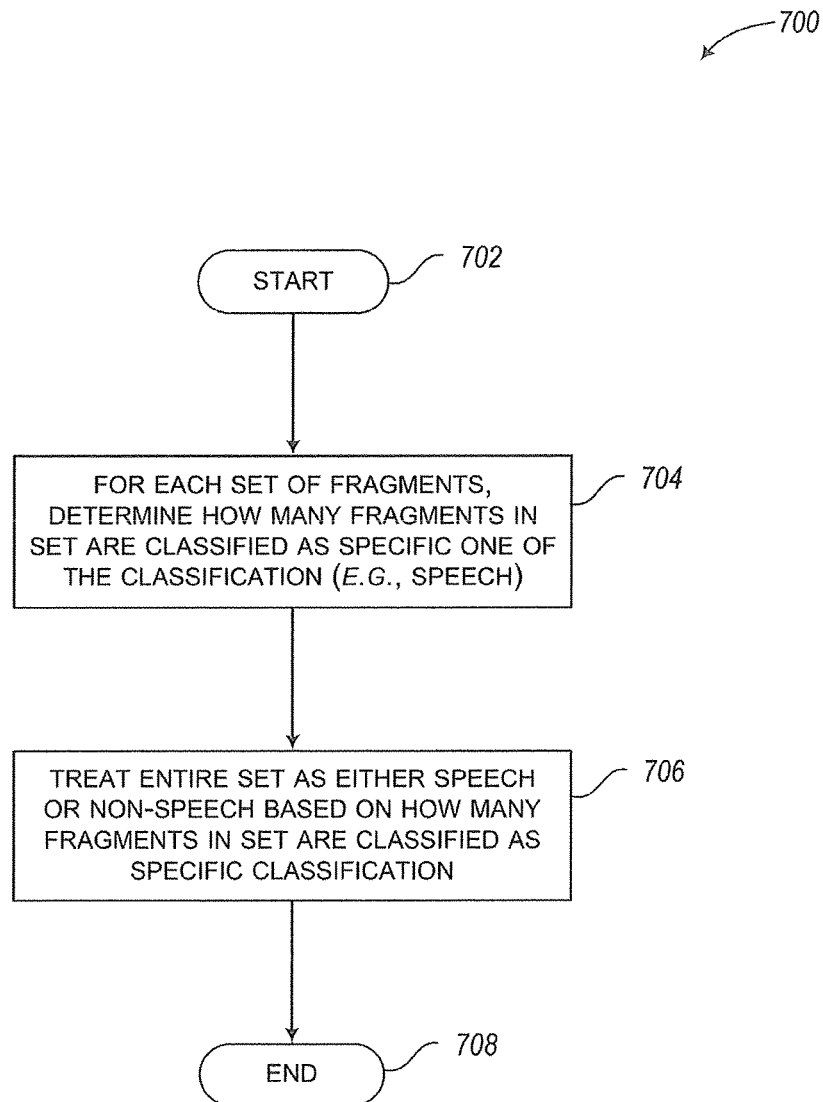 700
START
702
FOR EACH SET OF FRAGMENTS,
DETERMINE HOW MANY FRAGMENTS IN
SET ARE CLASSIFIED AS SPECIFIC ONE OF
THE CLASSIFICATION (E.G., SPEECH)
704
TREAT ENTIRE SET AS EITHER SPEECH
OR NON-SPEECH BASED ON HOW MANY
FRAGMENTS IN SET ARE CLASSIFIED AS
SPECIFIC CLASSIFICATION
706
END
708